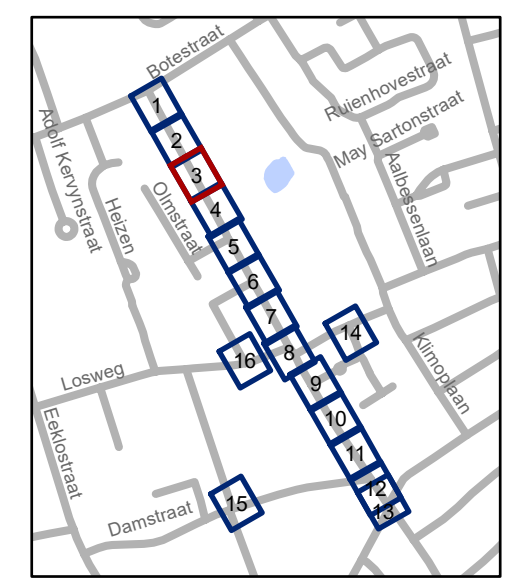 Botestraat
1
Ruienhovestraat
2
May Sartonstraat
Adolf Kervynstraat
3
Aalbessenlaan
Olmstraat
4
Heizen
5
6
7
14
8
16
Klimoplaan
Losweg
9
10
Eeklostraat
11
12
15
13
Damstraat